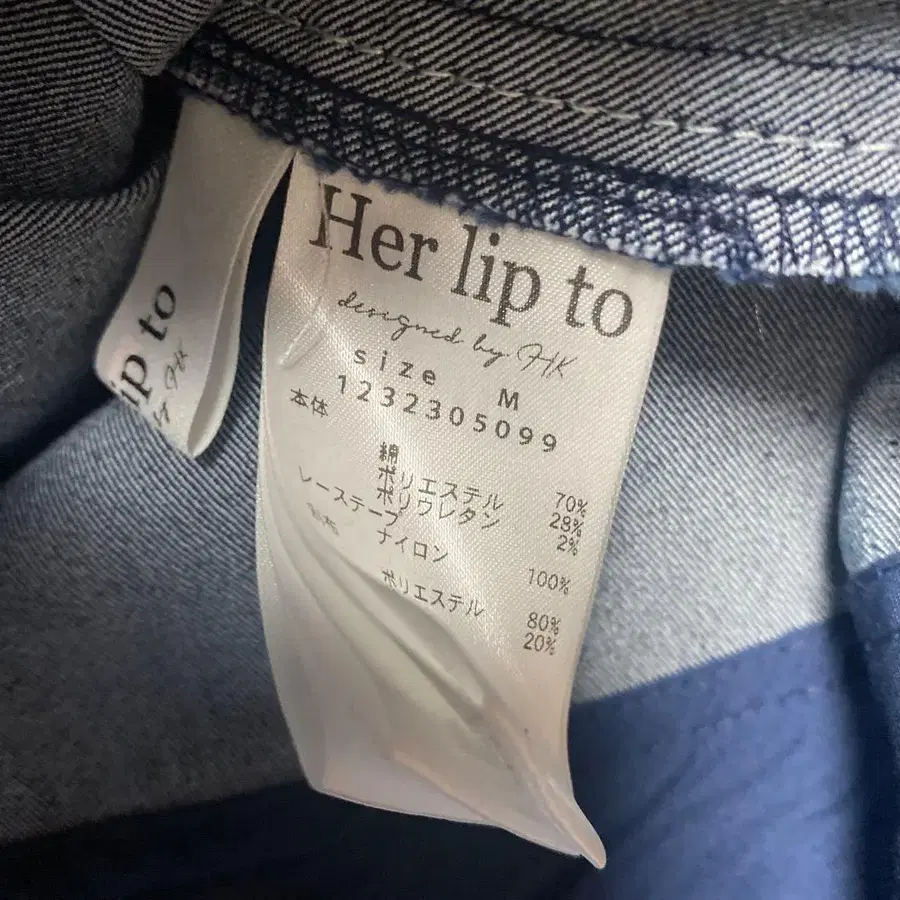 Her lip to
designed by HK
size M
1232305099
本体
綿 70%
ポリエステル 28%
ポリウレタン 2%
レーステープ
ナイロン 100%
ポリエステル 80%
20%
ip to